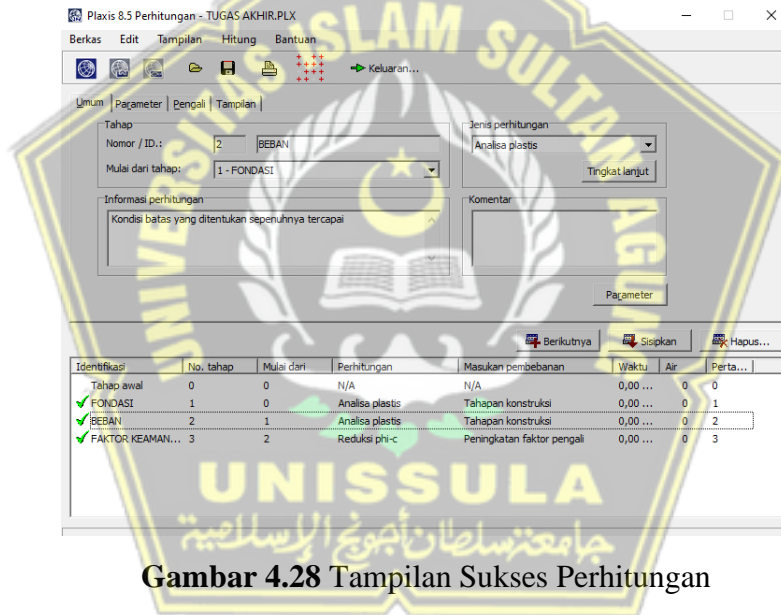 Plaxis 8.5 Perhitungan - TUGAS AKHIR.PLX
Berkas Edit Tampilan Hitung Bantuan
Keluaran...
Umum Parameter Pengali Tampilan
Tahap
Jenis perhitungan
Nomor / ID.: 2 BEBAN
Analisa plastis
Mulai dari tahap: 1 - FONDASI
Tingkat lanjut
Informasi perhitungan
Komentar
Kondisi batas yang ditentukan sepenuhnya tercapai
Parameter
Berikutnya Sisipkan Hapus...
Identifikasi No. tahap Mulai dari Perhitungan Masukan pembebanan Waktu Air Perta...
Tahap awal 0 0 N/A N/A 0,00 ... 0 0
FONDASI 1 0 Analisa plastis Tahapan konstruksi 0,00 ... 0 1
BEBAN 2 1 Analisa plastis Tahapan konstruksi 0,00 ... 0 2
FAKTOR KEAMAN... 3 2 Reduksi phi-c Peningkatan faktor pengali 0,00 ... 0 3
UNIVERSITAS ISLAM SULTAN AGUNG
UNISSULA
جامعة سلطان أجونج الإسلامية
Gambar 4.28 Tampilan Sukses Perhitungan